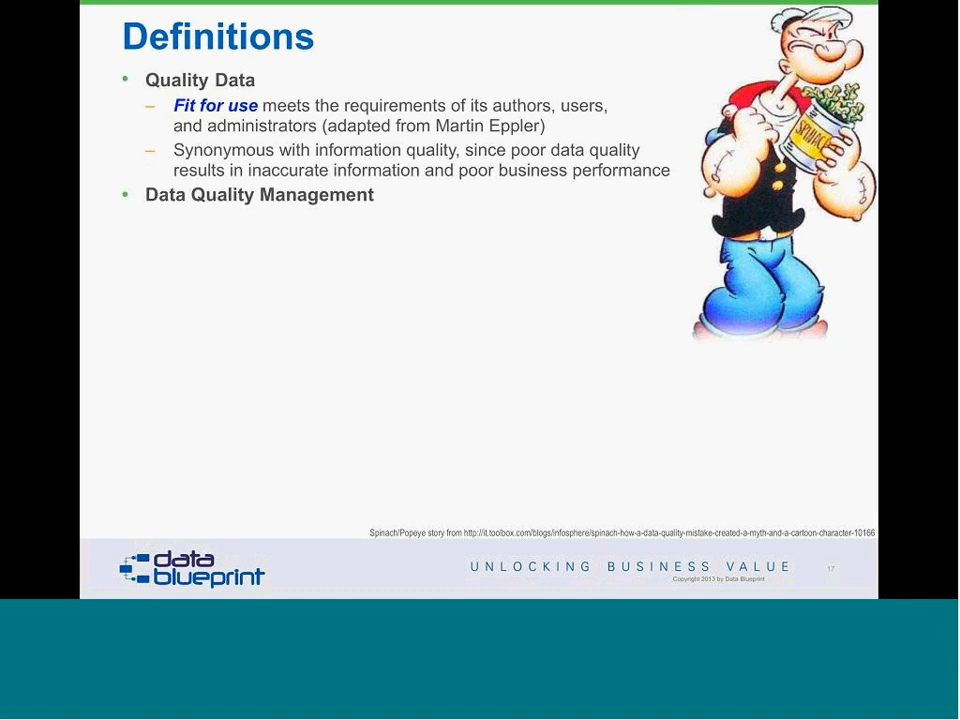 Definitions
• Quality Data
– Fit for use meets the requirements of its authors, users,
and administrators (adapted from Martin Eppler)
– Synonymous with information quality, since poor data quality
results in inaccurate information and poor business performance
• Data Quality Management
SPINACH
Spinach/Popeye story from http://it.toolbox.com/blogs/infosphere/spinach-how-a-data-quality-mistake-created-a-myth-and-a-cartoon-character-10166
data
blueprint
UNLOCKING BUSINESS VALUE
Copyright 2013 by Data Blueprint
17